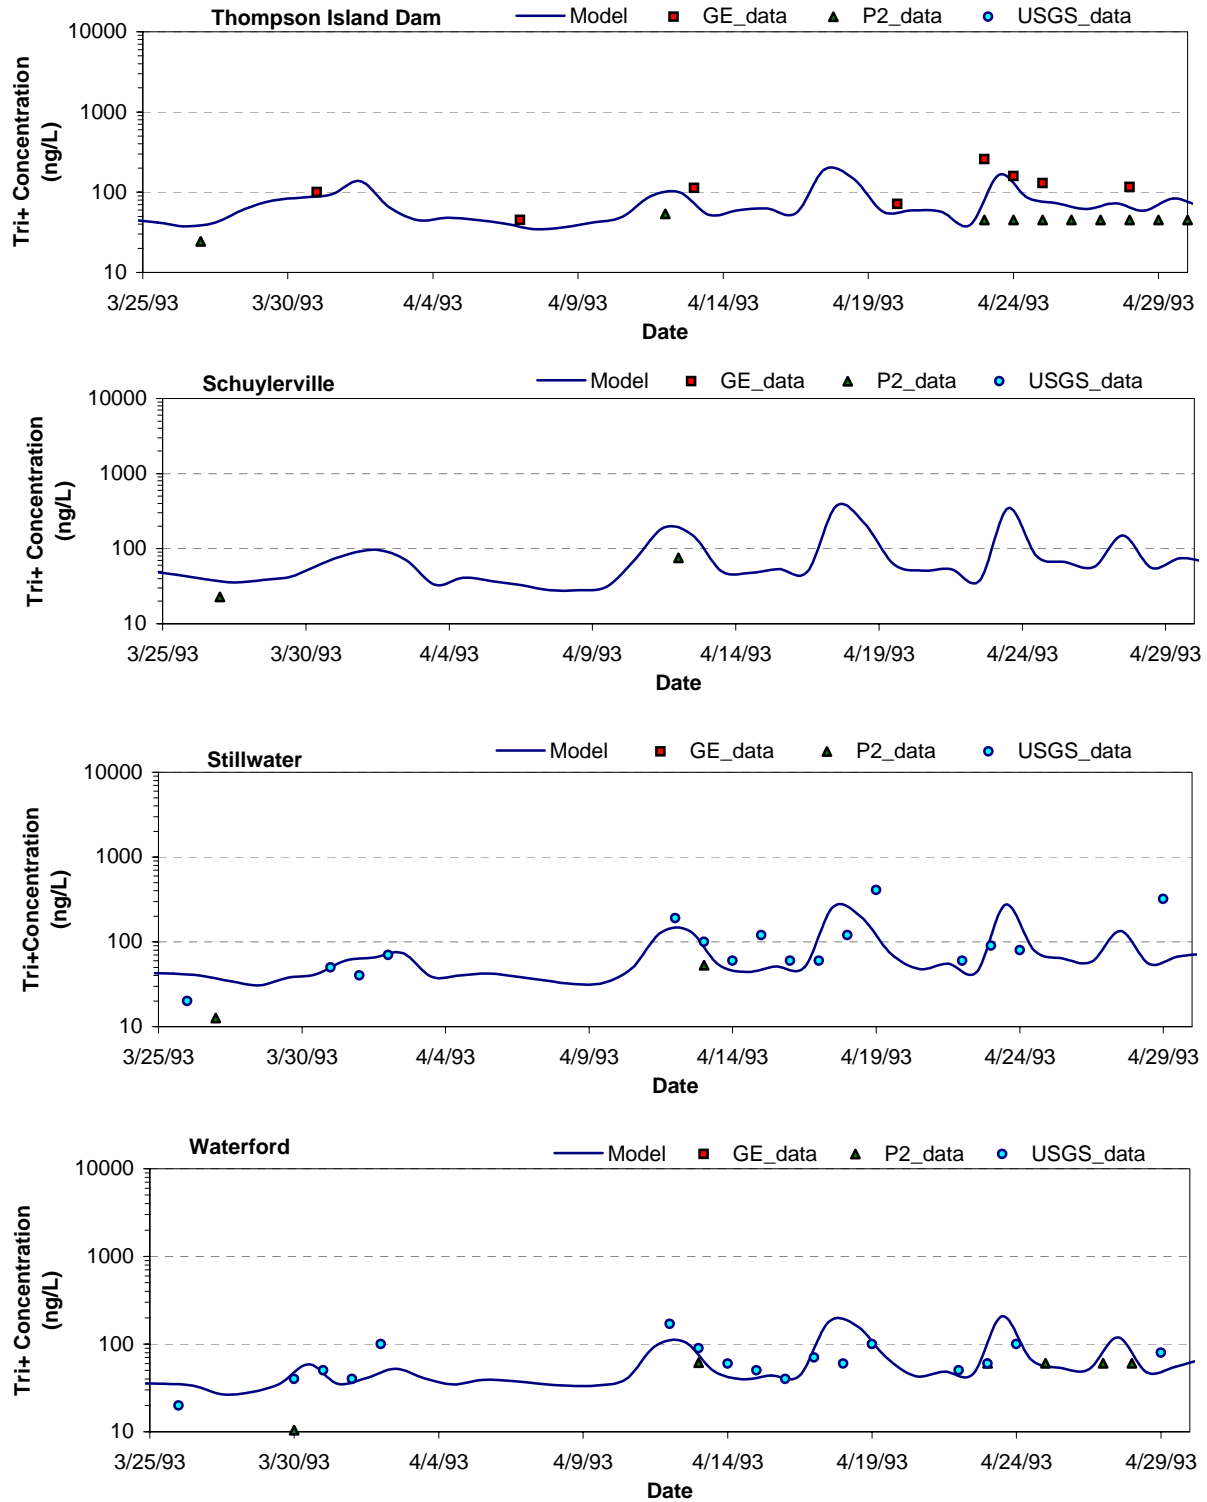 Thompson Island Dam
Model GE_data P2_data USGS_data
10000
1000
100
10
Tri+ Concentration
(ng/L)
3/25/93 3/30/93 4/4/93 4/9/93 4/14/93 4/19/93 4/24/93 4/29/93
Date
Schuylerville
Model GE_data P2_data USGS_data
10000
1000
100
10
Tri+ Concentration
(ng/L)
3/25/93 3/30/93 4/4/93 4/9/93 4/14/93 4/19/93 4/24/93 4/29/93
Date
Stillwater
Model GE_data P2_data USGS_data
10000
1000
100
10
Tri+Concentration
(ng/L)
3/25/93 3/30/93 4/4/93 4/9/93 4/14/93 4/19/93 4/24/93 4/29/93
Date
Waterford
Model GE_data P2_data USGS_data
10000
1000
100
10
Tri+ Concentration
(ng/L)
3/25/93 3/30/93 4/4/93 4/9/93 4/14/93 4/19/93 4/24/93 4/29/93
Date